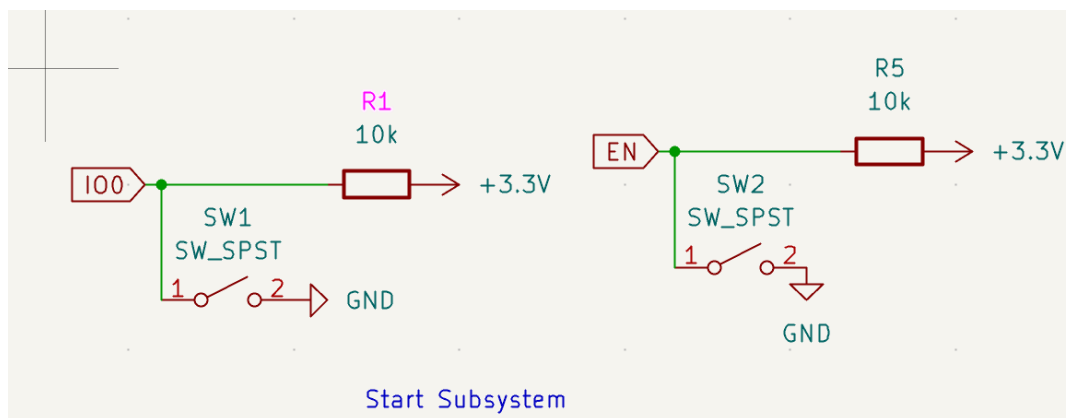 R1
10k
IO0
+3.3V
SW1
SW_SPST
1 2
GND
R5
10k
EN
+3.3V
SW2
SW_SPST
1 2
GND
Start Subsystem